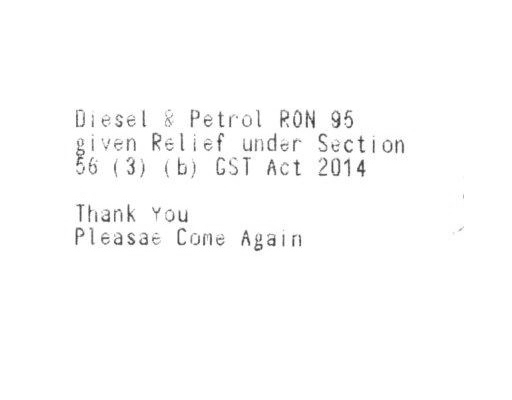 Diesel & Petrol RON 95
given Relief under Section
56 (3) (b) GST Act 2014
Thank You
Pleasae Come Again